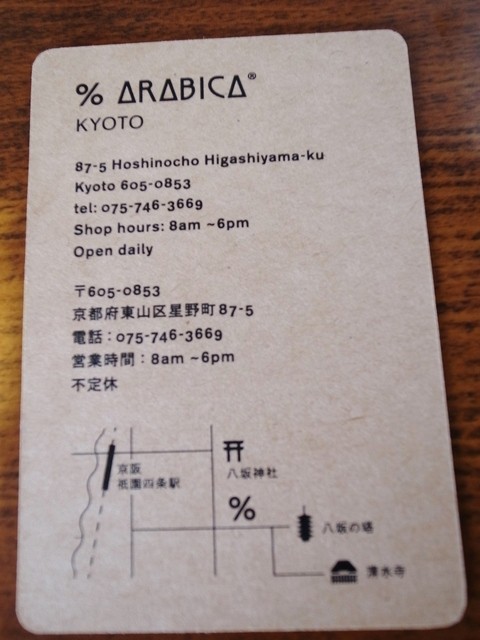 % ARABICA®
KYOTO
87-5 Hoshinocho Higashiyama-ku
Kyoto 605-0853
tel: 075-746-3669
Shop hours: 8am ~6pm
Open daily
〒605-0853
京都府東山区星野町87-5
電話：075-746-3669
営業時間：8am ~6pm
不定休
京阪
祇園四条駅
八坂神社
%
八坂の塔
清水寺